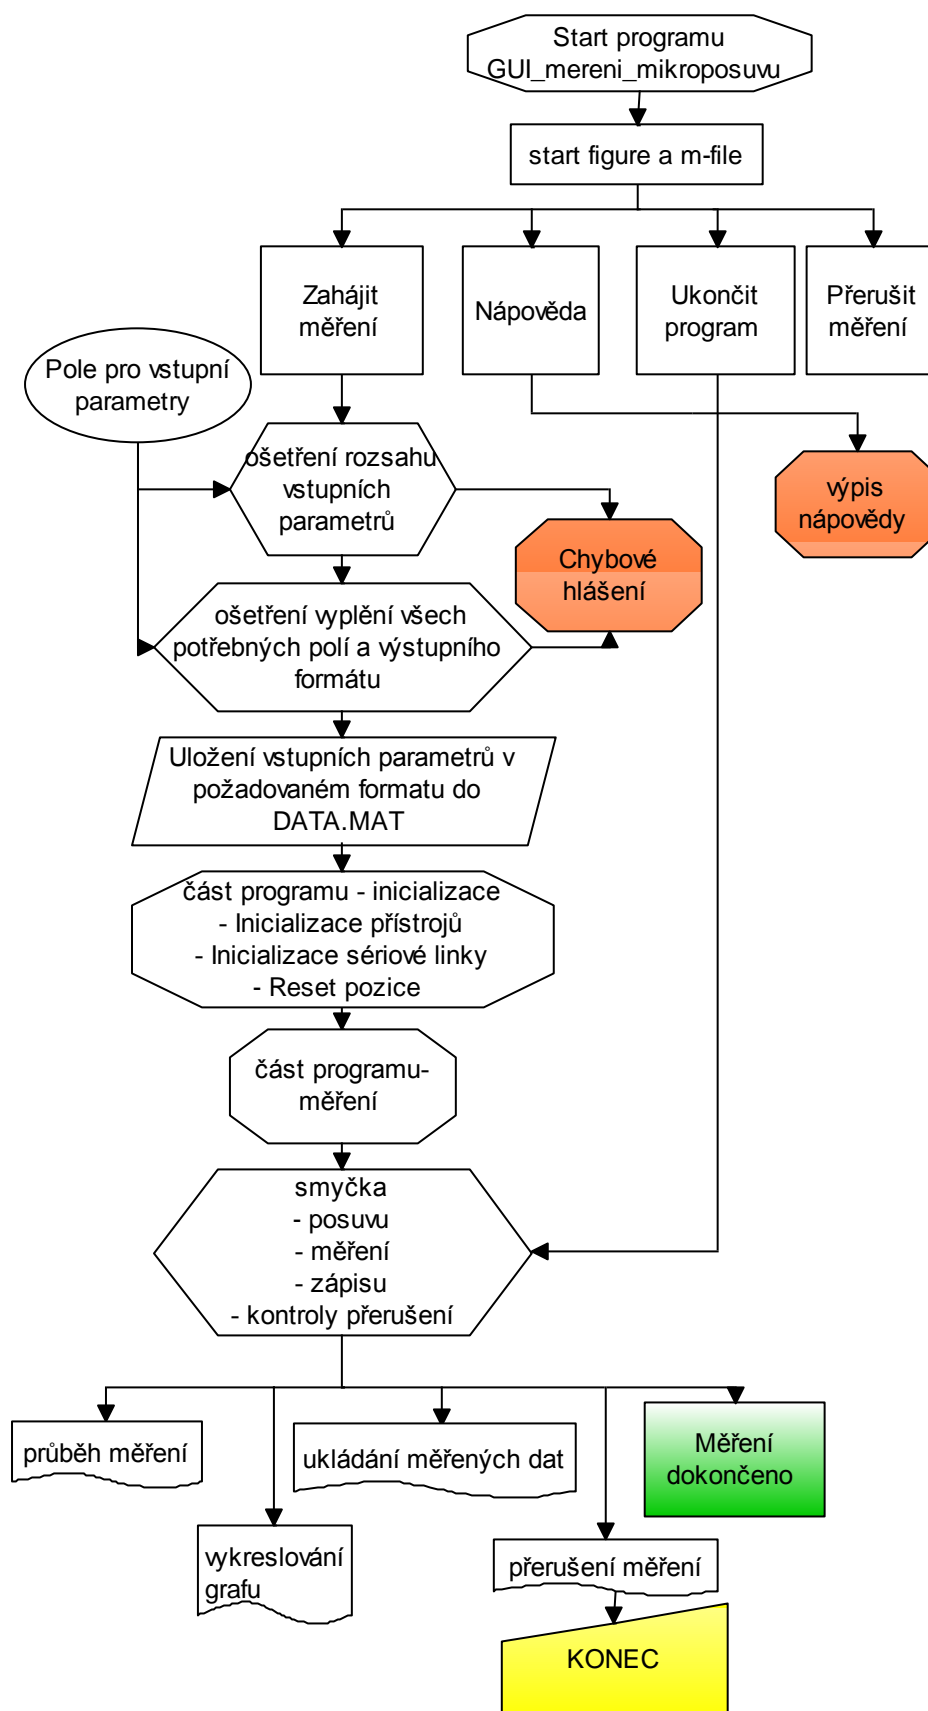 Start programu
GUI_mereni_mikroposuvu
start figure a m-file
Zahájit
měření
Nápověda
Ukončit
program
Přerušit
měření
Pole pro vstupní
parametry
ošetření rozsahu
vstupních
parametrů
výpis
nápovědy
Chybové
hlášení
ošetření vyplění všech
potřebných polí a výstupního
formátu
Uložení vstupních parametrů v
požadovaném formatu do
DATA.MAT
část programu - inicializace
- Inicializace přístrojů
- Inicializace sériové linky
- Reset pozice
část programu-
měření
smyčka
- posuvu
- měření
- zápisu
- kontroly přerušení
průběh měření
ukládání měřených dat
Měření
dokončeno
vykreslování
grafu
přerušení měření
KONEC